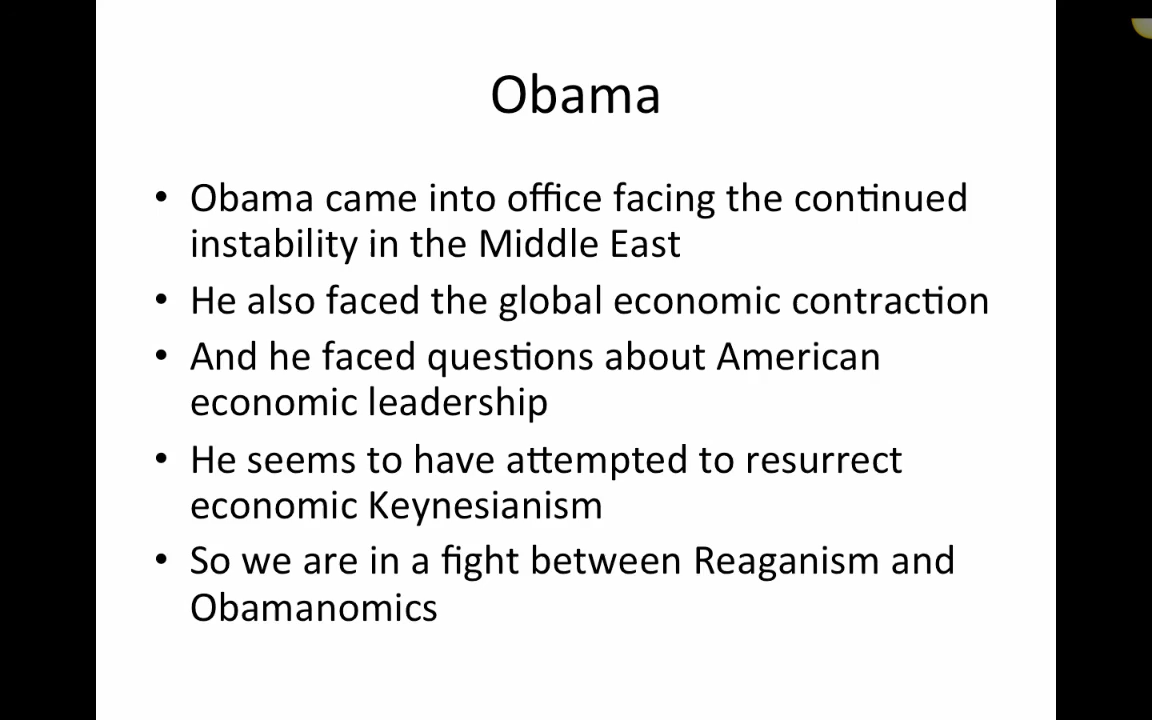 Obama
• Obama came into office facing the continued
instability in the Middle East
• He also faced the global economic contraction
• And he faced questions about American
economic leadership
• He seems to have attempted to resurrect
economic Keynesianism
• So we are in a fight between Reaganism and
Obamanomics